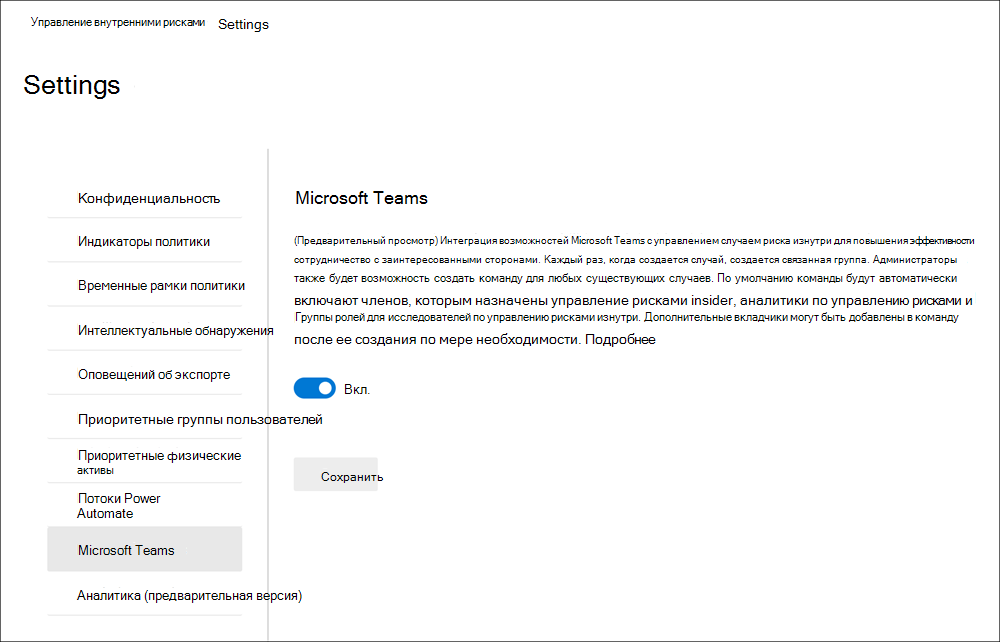 Управление внутренними рисками Settings
Settings
Конфиденциальность
Индикаторы политики
Временные рамки политики
Интеллектуальные обнаружения
Оповещений об экспорте
Приоритетные группы пользователей
Приоритетные физические
активы
Потоки Power
Automate
Microsoft Teams
Аналитика (предварительная версия)
Microsoft Teams
(Предварительный просмотр) Интеграция возможностей Microsoft Teams с управлением случаем риска изнутри для повышения эффективности
сотрудничество с заинтересованными сторонами. Каждый раз, когда создается случай, создается связанная группа. Администраторы
также будет возможность создать команду для любых существующих случаев. По умолчанию команды будут автоматически
включают членов, которым назначены управление рисками insider, аналитики по управлению рисками и
Группы ролей для исследователей по управлению рисками изнутри. Дополнительные вкладчики могут быть добавлены в команду
после ее создания по мере необходимости. Подробнее
Вкл.
Сохранить